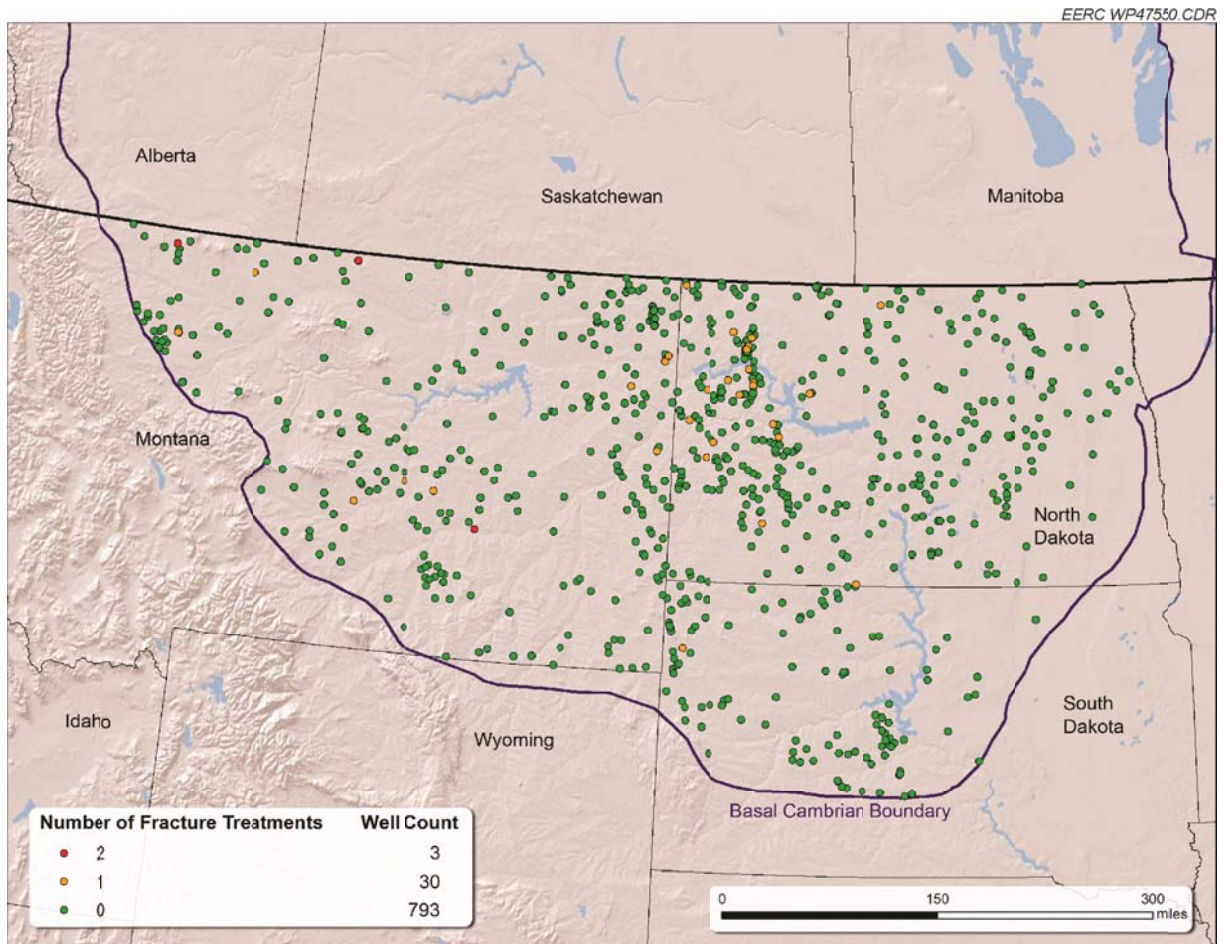 EERC WP47550.CDR
Alberta
Saskatchewan
Manitoba
Montana
North
Dakota
South
Dakota
Idaho
Wyoming
Basal Cambrian Boundary
Number of Fracture Treatments Well Count
2 3
1 30
0 793
0 150 300
miles